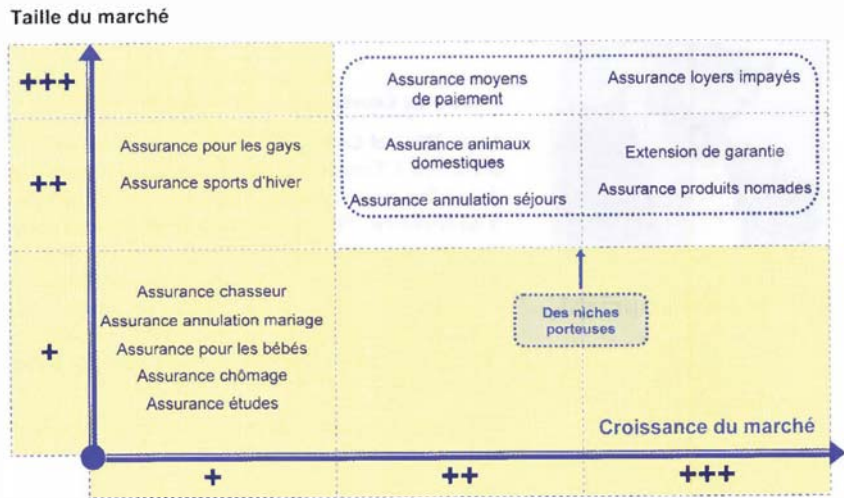 Taille du marché
+++
Assurance moyens
de paiement
Assurance loyers impayés
++
Assurance pour les gays
Assurance sports d'hiver
Assurance animaux
domestiques
Assurance annulation séjours
Extension de garantie
Assurance produits nomades
+
Assurance chasseur
Assurance annulation mariage
Assurance pour les bébés
Assurance chômage
Assurance études
Des niches
porteuses
Croissance du marché
+
++
+++